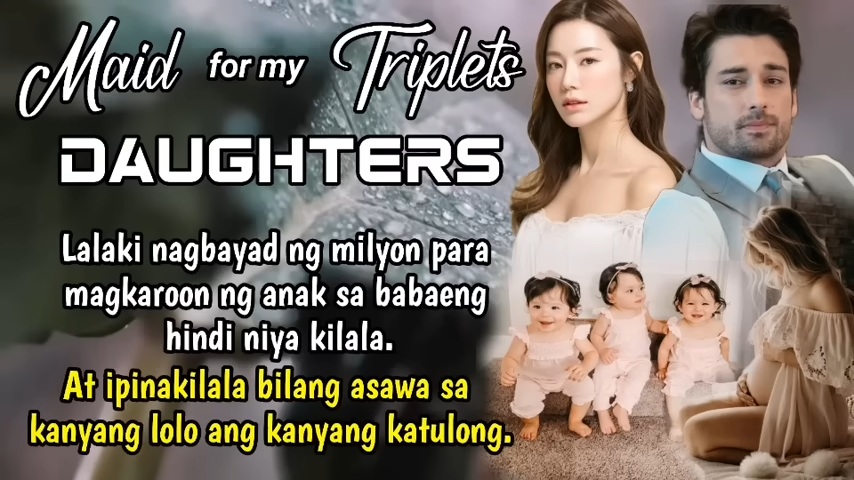 Maid for my Triplets
DAUGHTERS
Lalaki nagbayad ng milyon para
magkaroon ng anak sa babaeng
hindi niya kilala.
At ipinakilala bilang asawa sa
kanyang lolo ang kanyang katulong.